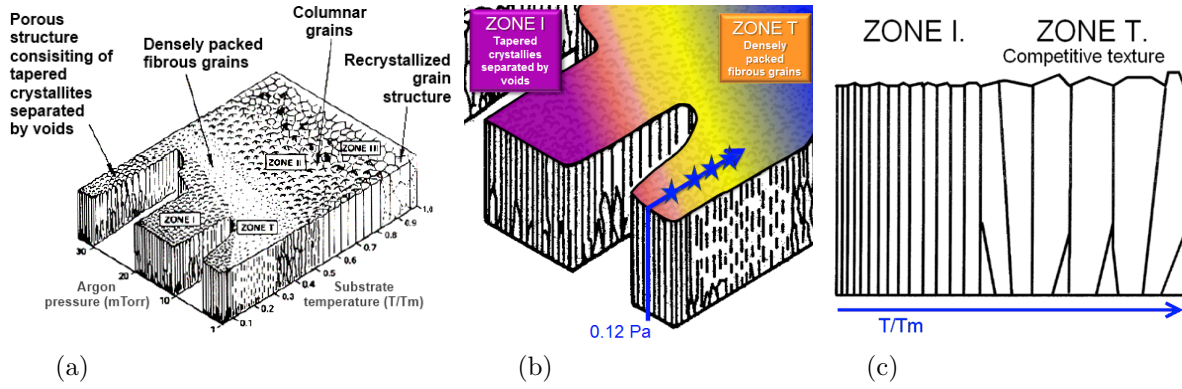 Porous
structure
consisiting of
tapered
crystallites
separated
by voids
Densely packed
fibrous grains
Columnar
grains
Recrystallized
grain
structure
ZONE III
ZONE II
ZONE I
ZONE T
30
20
10
1
0.1
0.2
0.3
0.4
0.5
0.6
0.7
0.8
0.9
1.0
Argon
pressure (mTorr)
Substrate
temperature (T/Tm)
(a)
ZONE I
Tapered
crystallies
separated by
voids
ZONE T
Densely
packed
fibrous grains
0.12 Pa
(b)
ZONE I.
ZONE T.
Competitive texture
T/Tm
(c)